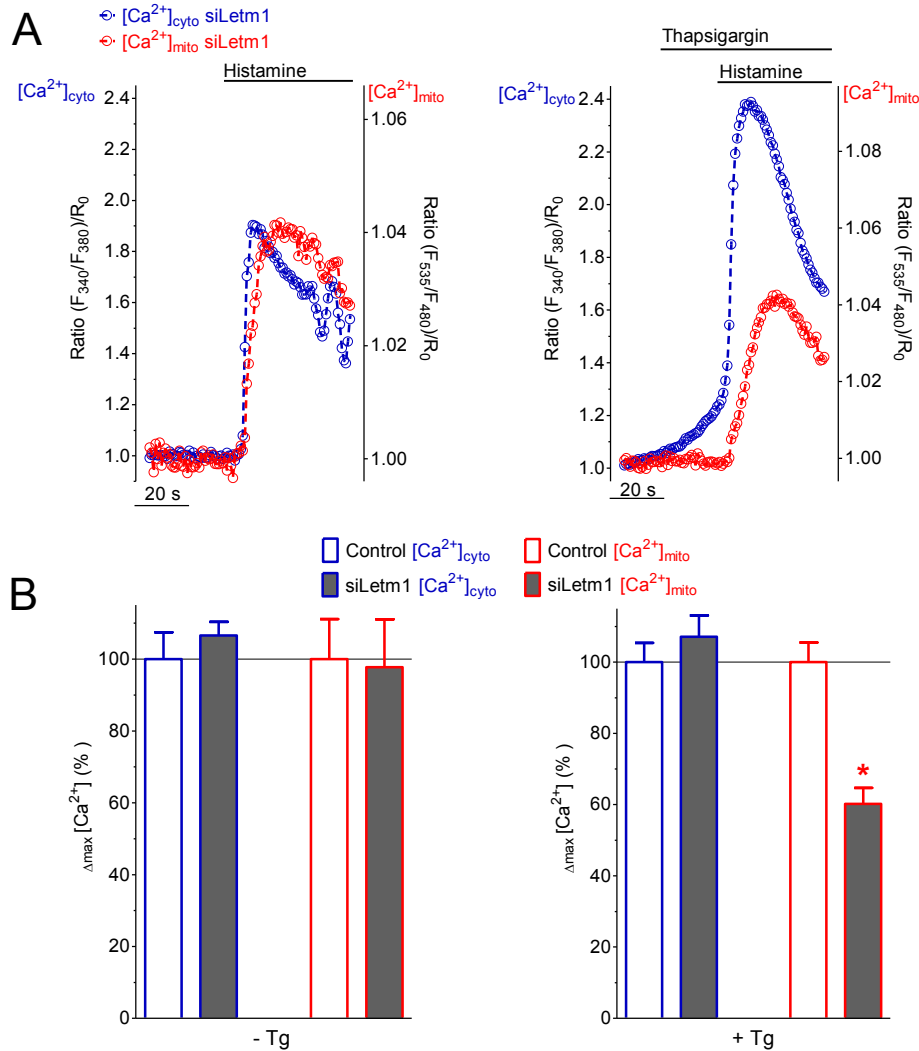 A
[Ca²⁺]cyto siLetm1
[Ca²⁺]mito siLetm1
Histamine
[Ca²⁺]cyto
[Ca²⁺]mito
Ratio (F340/F380)/R0
2.4
2.2
2.0
1.8
1.6
1.4
1.2
1.0
1.06
1.04
1.02
1.00
Ratio (F535/F480)/R0
20 s
Thapsigargin
Histamine
[Ca²⁺]cyto
[Ca²⁺]mito
Ratio (F340/F380)/R0
2.4
2.2
2.0
1.8
1.6
1.4
1.2
1.0
1.08
1.06
1.04
1.02
1.00
Ratio (F535/F480)/R0
20 s
B
Control [Ca²⁺]cyto
Control [Ca²⁺]mito
siLetm1 [Ca²⁺]cyto
siLetm1 [Ca²⁺]mito
Δmax [Ca²⁺] (%)
100
80
60
40
20
0
- Tg
Δmax [Ca²⁺] (%)
100
80
60
40
20
0
*
+ Tg